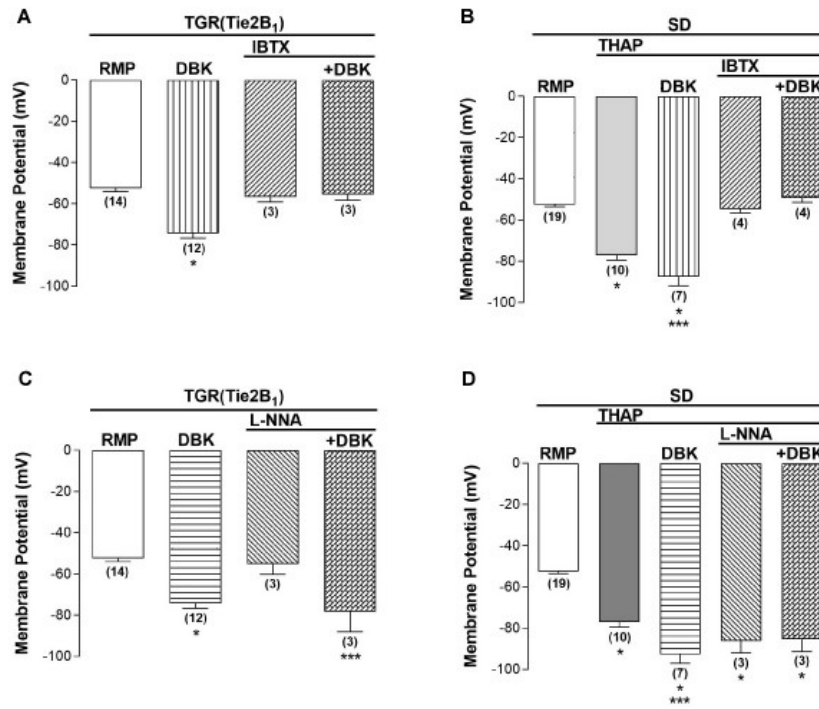 A
TGR(Tie2B₁)
IBTX
RMP DBK +DBK
Membrane Potential (mV)
0
-20
-40
-60
-80
-100
(14)
(12)
*
(3)
(3)
B
SD
THAP
IBTX
RMP DBK +DBK
Membrane Potential (mV)
0
-20
-40
-60
-80
-100
(19)
(10)
*
(7)
*
***
(4)
(4)
C
TGR(Tie2B₁)
L-NNA
RMP DBK +DBK
Membrane Potential (mV)
0
-20
-40
-60
-80
-100
(14)
(12)
*
(3)
(3)
***
D
SD
THAP
L-NNA
RMP DBK +DBK
Membrane Potential (mV)
0
-20
-40
-60
-80
-100
(19)
(10)
*
(7)
*
***
(3)
*
(3)
*